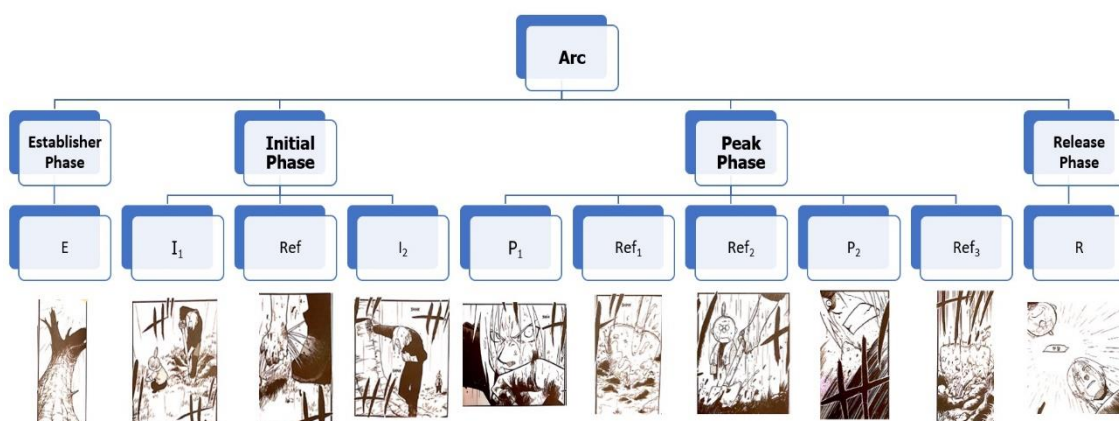 Arc
Establisher
Phase
Initial
Phase
Peak
Phase
Release
Phase
E
I₁
Ref
I₂
P₁
Ref₁
Ref₂
P₂
Ref₃
R